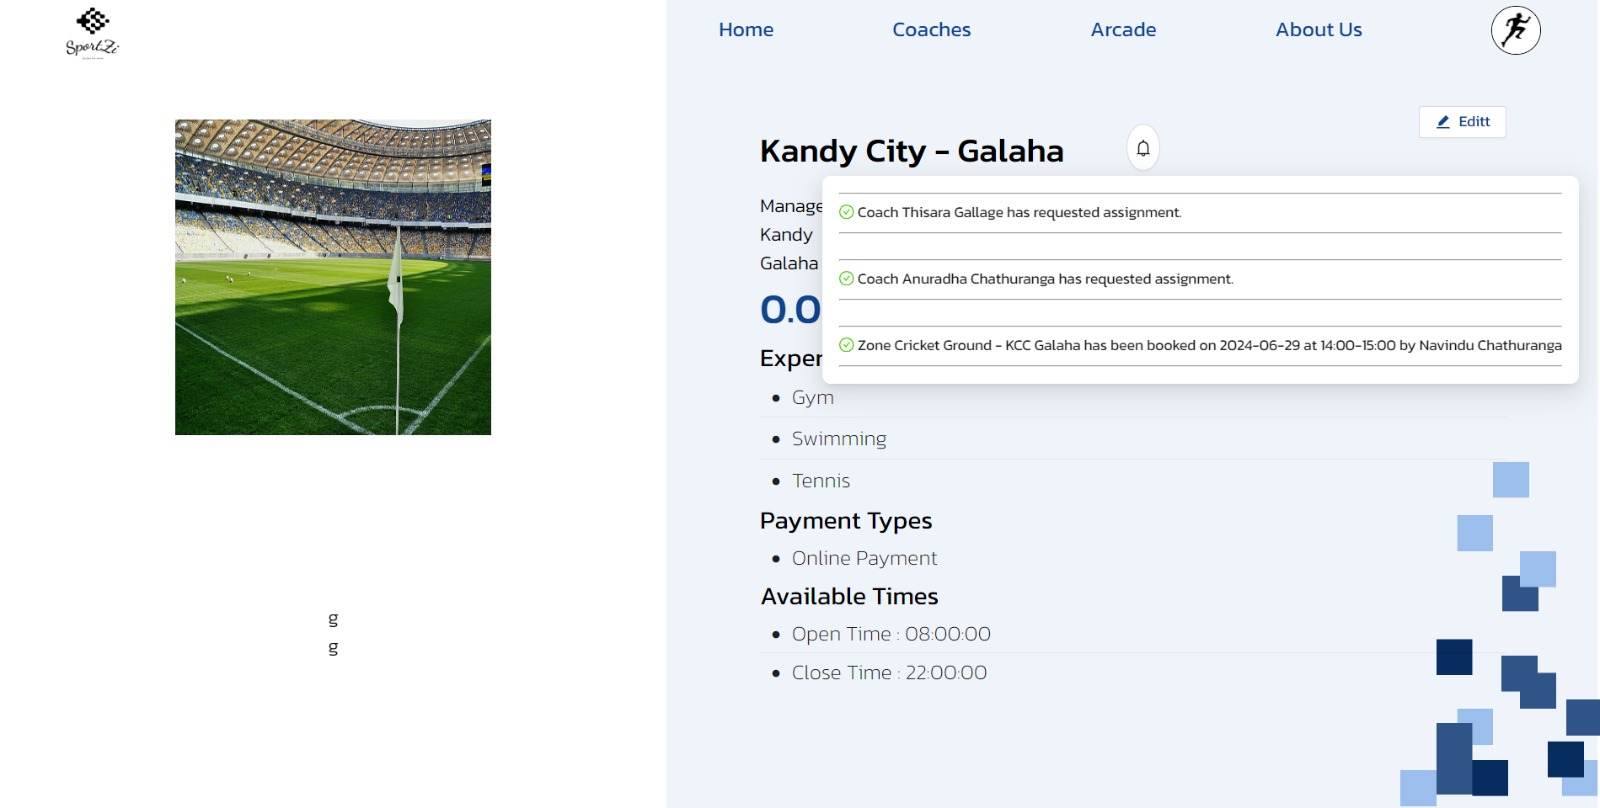 SportZi
Home
Coaches
Arcade
About Us
Editt
Kandy City - Galaha
Manage
Kandy
Galaha
0.0
Exper
Coach Thisara Gallage has requested assignment.
Coach Anuradha Chathuranga has requested assignment.
Zone Cricket Ground - KCC Galaha has been booked on 2024-06-29 at 14:00-15:00 by Navindu Chathuranga
Gym
Swimming
Tennis
Payment Types
Online Payment
Available Times
Open Time : 08:00:00
Close Time : 22:00:00
g
g